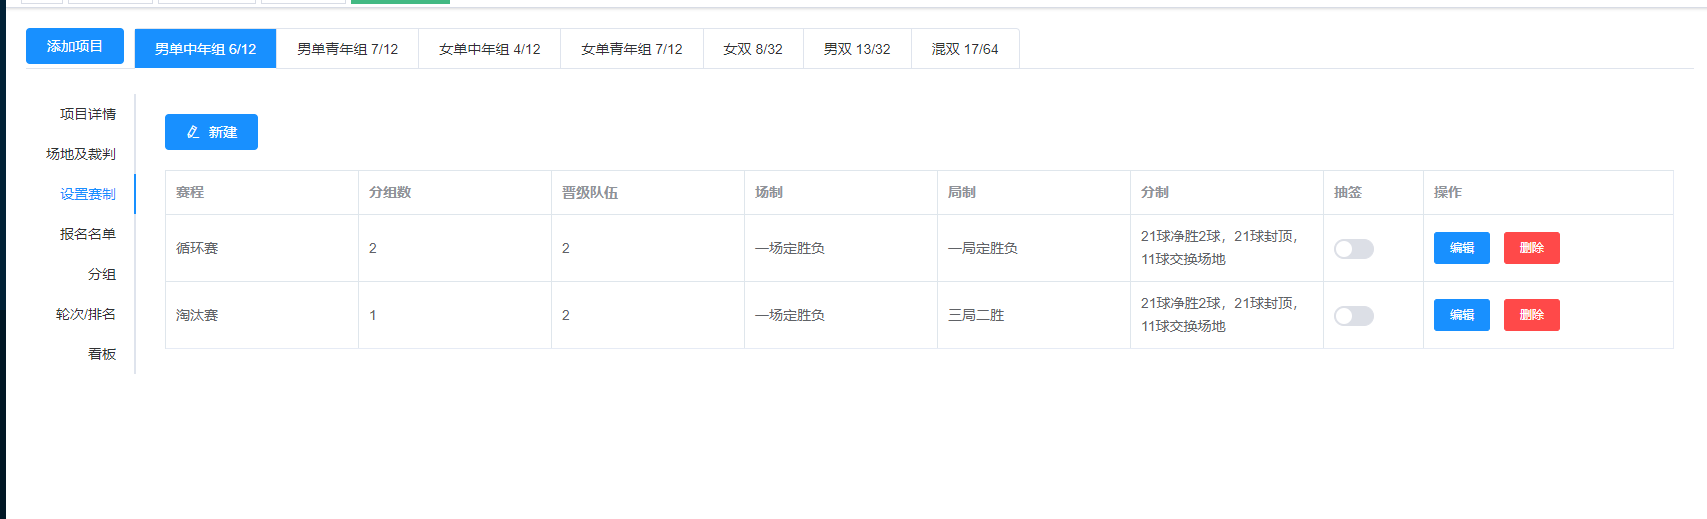 添加项目
男单中年组 6/12
男单青年组 7/12
女单中年组 4/12
女单青年组 7/12
女双 8/32
男双 13/32
混双 17/64
项目详情
场地及裁判
设置赛制
报名名单
分组
轮次/排名
看板
新建
赛程
分组数
晋级队伍
场制
局制
分制
抽签
操作
循环赛
2
2
一场定胜负
一局定胜负
21球净胜2球，21球封顶，
11球交换场地
编辑
删除
淘汰赛
1
2
一场定胜负
三局二胜
21球净胜2球，21球封顶，
11球交换场地
编辑
删除